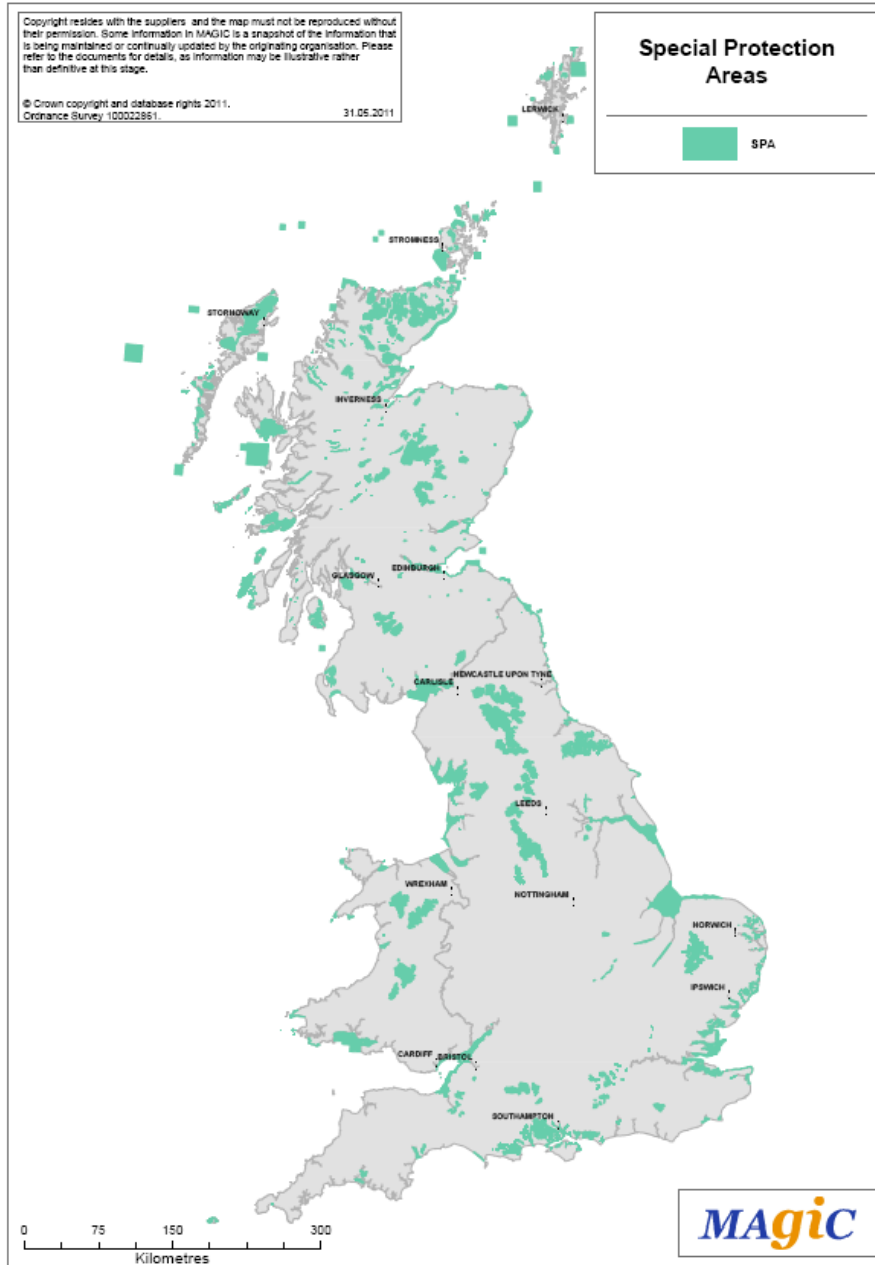 Copyright resides with the suppliers and the map must not be reproduced without
their permission. Some information in MAGIC is a snapshot of the information that
is being maintained or continually updated by the originating organisation. Please
refer to the documents for details, as information may be illustrative rather
than definitive at this stage.
© Crown copyright and database rights 2011.
Ordnance Survey 100022861.
31.05.2011
Special Protection
Areas
SPA
LERWICK
STROMNESS
STORNOWAY
INVERNESS
GLASGOW
EDINBURGH
CARLISLE
NEWCASTLE UPON TYNE
LEEDS
WREXHAM
NOTTINGHAM
NORWICH
IPSWICH
CARDIFF
BRISTOL
SOUTHAMPTON
0 75 150 300
Kilometres
MAgiC